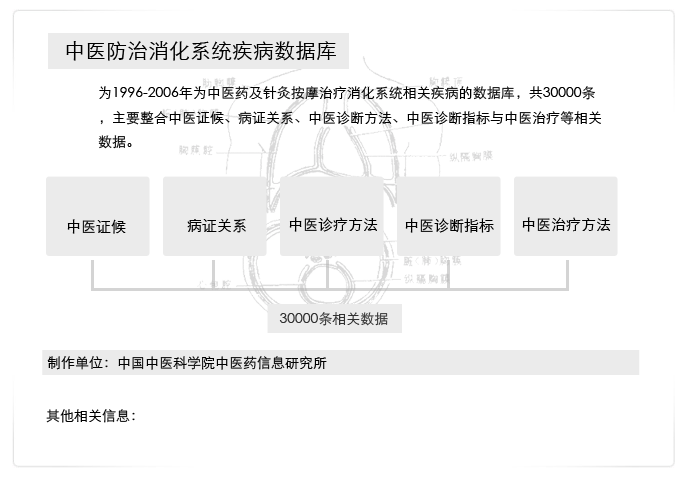 中医防治消化系统疾病数据库
为1996-2006年为中医药及针灸按摩治疗消化系统相关疾病的数据库，共30000条
，主要整合中医证候、病证关系、中医诊断方法、中医诊断指标与中医治疗等相关
数据。
中医证候
病证关系
中医诊疗方法
中医诊断指标
中医治疗方法
30000条相关数据
制作单位：中国中医科学院中医药信息研究所
其他相关信息：